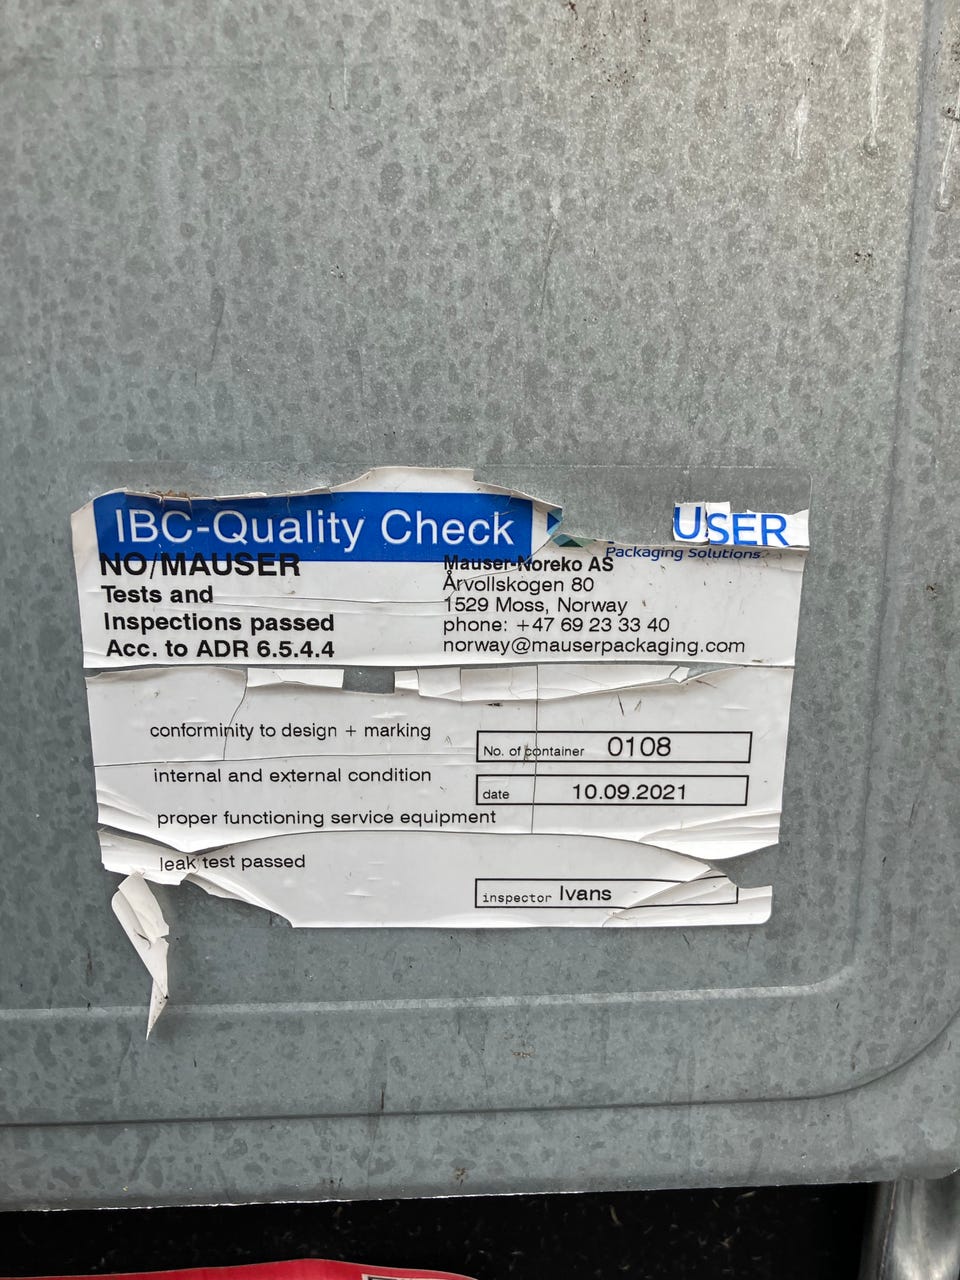 IBC-Quality Check
USER
Packaging Solutions
NO/MAUSER
Tests and
Inspections passed
Acc. to ADR 6.5.4.4
Mauser-Noreko AS
Årvollskogen 80
1529 Moss, Norway
phone: +47 69 23 33 40
norway@mauserpackaging.com
conformity to design + marking
internal and external condition
proper functioning service equipment
leak test passed
No. of container 0108
date 10.09.2021
inspector Ivans